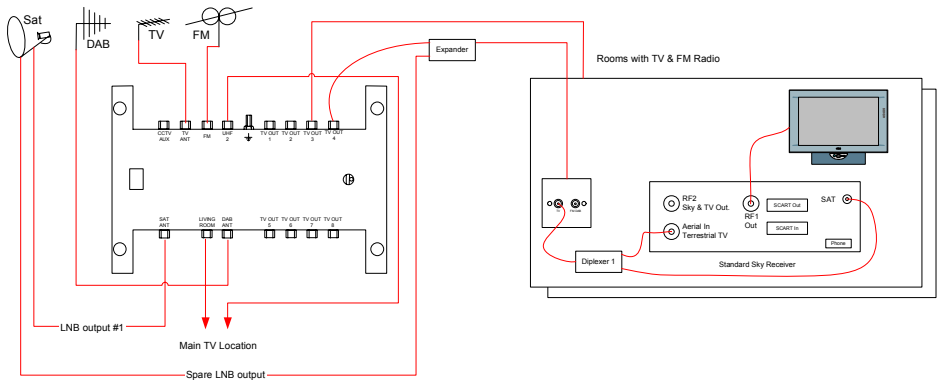 Sat
DAB
TV
FM
Expander
Rooms with TV & FM Radio
CCTV
AUX
TV
ANT
FM
UHF
2
TV OUT
1
TV OUT
2
TV OUT
3
TV OUT
4
SAT
ANT
LIVING
ROOM
DAB
ANT
TV OUT
5
TV OUT
6
TV OUT
7
TV OUT
8
TV
RF2
Sky & TV Out.
Aerial In
Terrestrial TV
RF1
Out
SCART Out
SCART In
SAT
Phone
Diplexer 1
Standard Sky Receiver
LNB output #1
Main TV Location
Spare LNB output